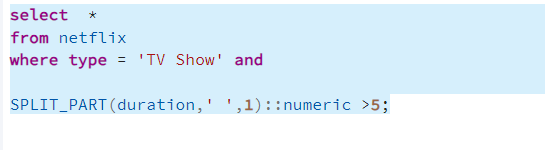 select  *
from netflix
where type = 'TV Show' and
SPLIT_PART(duration,' ',1)::numeric >5;